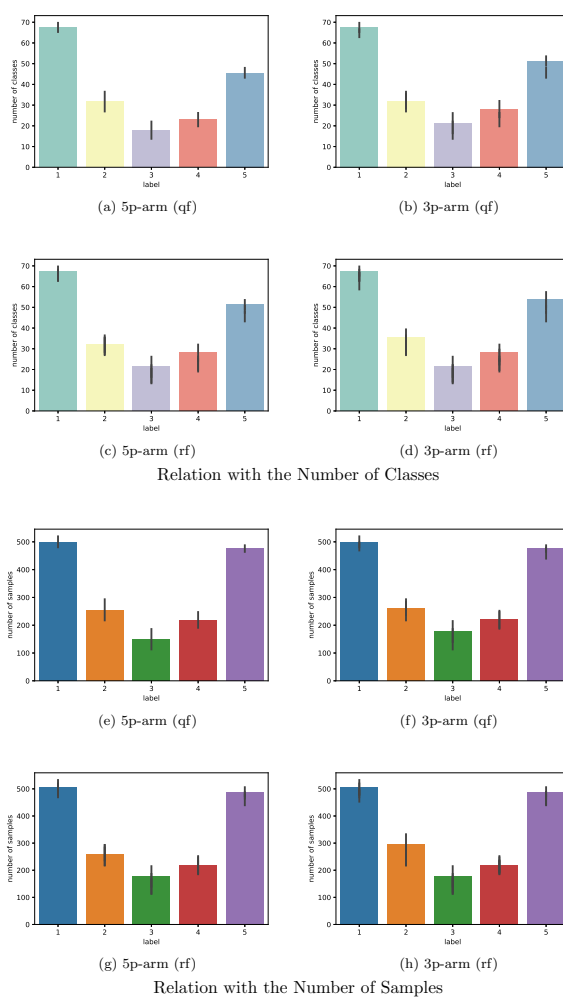 70
60
50
40
30
20
10
0
number of classes
1 2 3 4 5
label
(a) 5p-arm (qf)
70
60
50
40
30
20
10
0
number of classes
1 2 3 4 5
label
(b) 3p-arm (qf)
70
60
50
40
30
20
10
0
number of classes
1 2 3 4 5
label
(c) 5p-arm (rf)
70
60
50
40
30
20
10
0
number of classes
1 2 3 4 5
label
(d) 3p-arm (rf)
Relation with the Number of Classes
500
400
300
200
100
0
number of samples
1 2 3 4 5
label
(e) 5p-arm (qf)
500
400
300
200
100
0
number of samples
1 2 3 4 5
label
(f) 3p-arm (qf)
500
400
300
200
100
0
number of samples
1 2 3 4 5
label
(g) 5p-arm (rf)
500
400
300
200
100
0
number of samples
1 2 3 4 5
label
(h) 3p-arm (rf)
Relation with the Number of Samples